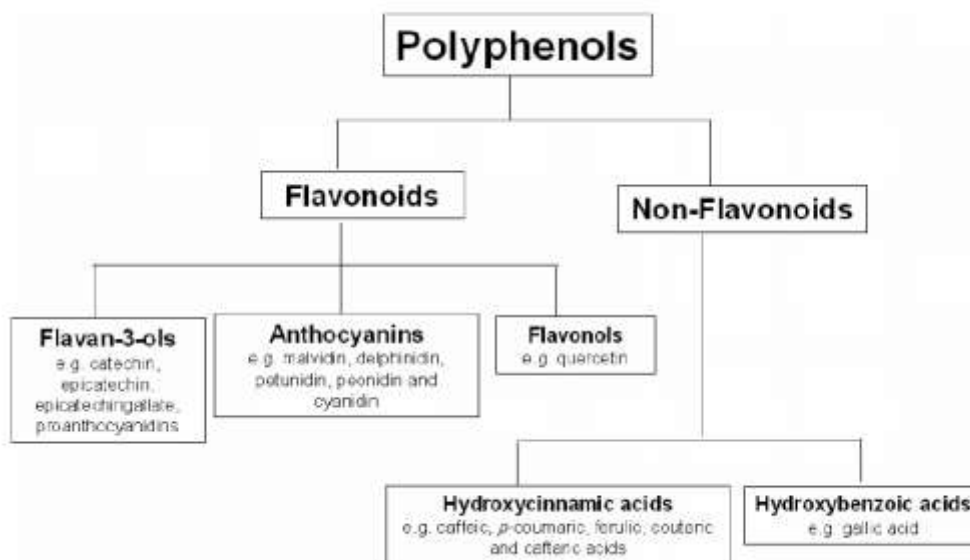 Polyphenols
Flavonoids
Non-Flavonoids
Flavan-3-ols
e.g. catechin,
epicatechin,
epicatechingallate,
proanthocyanidins
Anthocyanins
e.g. malvidin, delphinidin,
petunidin, peonidin and
cyanidin
Flavonols
e.g. quercetin
Hydroxycinnamic acids
e.g. caffeic, p-coumaric, ferulic, coutaric
and caftaric acids
Hydroxybenzoic acids
e.g. gallic acid